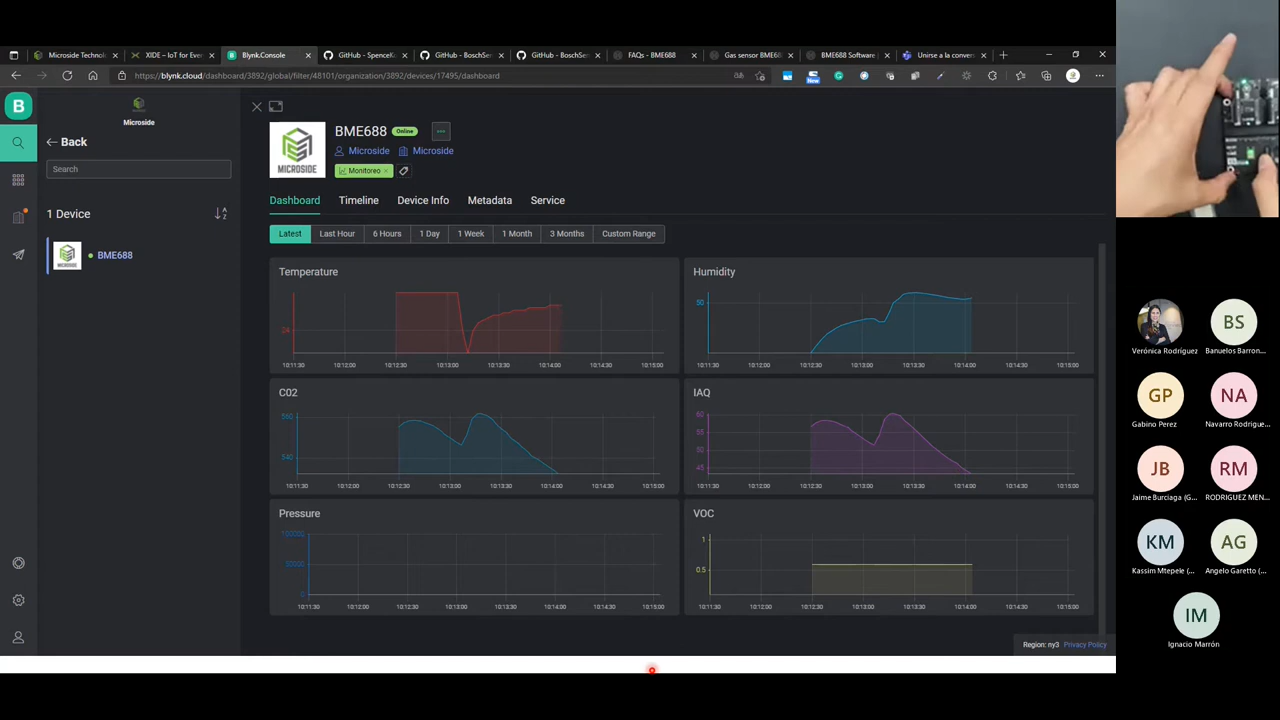 Microside Technol
XIDE – IoT for Ever
Blynk.Console
GitHub - SpenceKo
GitHub - BoschSen
GitHub - BoschSen
FAQs - BME688
Gas sensor BME68
BME688 Software
Unirse a la convers
https://blynk.cloud/dashboard/3892/global/filter/48101/organization/3892/devices/17495/dashboard
New
B
Microside
Back
Search
1 Device
BME688
MICROSIDE
BME688 Online ...
Microside Microside
Monitoreo ×
Dashboard Timeline Device Info Metadata Service
Latest Last Hour 6 Hours 1 Day 1 Week 1 Month 3 Months Custom Range
Temperature
24
10:11:30 10:12:00 10:12:30 10:13:00 10:13:30 10:14:00 10:14:30 10:15:00
Humidity
10:11:30 10:12:00 10:12:30 10:13:00 10:13:30 10:14:00 10:14:30 10:15:00
C02
560
540
10:11:30 10:12:00 10:12:30 10:13:00 10:13:30 10:14:00 10:14:30 10:15:00
IAQ
60
55
50
45
10:11:30 10:12:00 10:12:30 10:13:00 10:13:30 10:14:00 10:14:30 10:15:00
Pressure
100000
50000
0
10:11:30 10:12:00 10:12:30 10:13:00 10:13:30 10:14:00 10:14:30 10:15:00
VOC
1
0.5
10:11:30 10:12:00 10:12:30 10:13:00 10:13:30 10:14:00 10:14:30 10:15:00
Region: ny3 Privacy Policy
Verónica Rodríguez
BS
Banuelos Barron...
GP
Gabino Perez
NA
Navarro Rodrigue...
JB
Jaime Burciaga (G...
RM
RODRIGUEZ MEN...
KM
Kassim Mtepele (...
AG
Angelo Garetto (...
IM
Ignacio Marrón